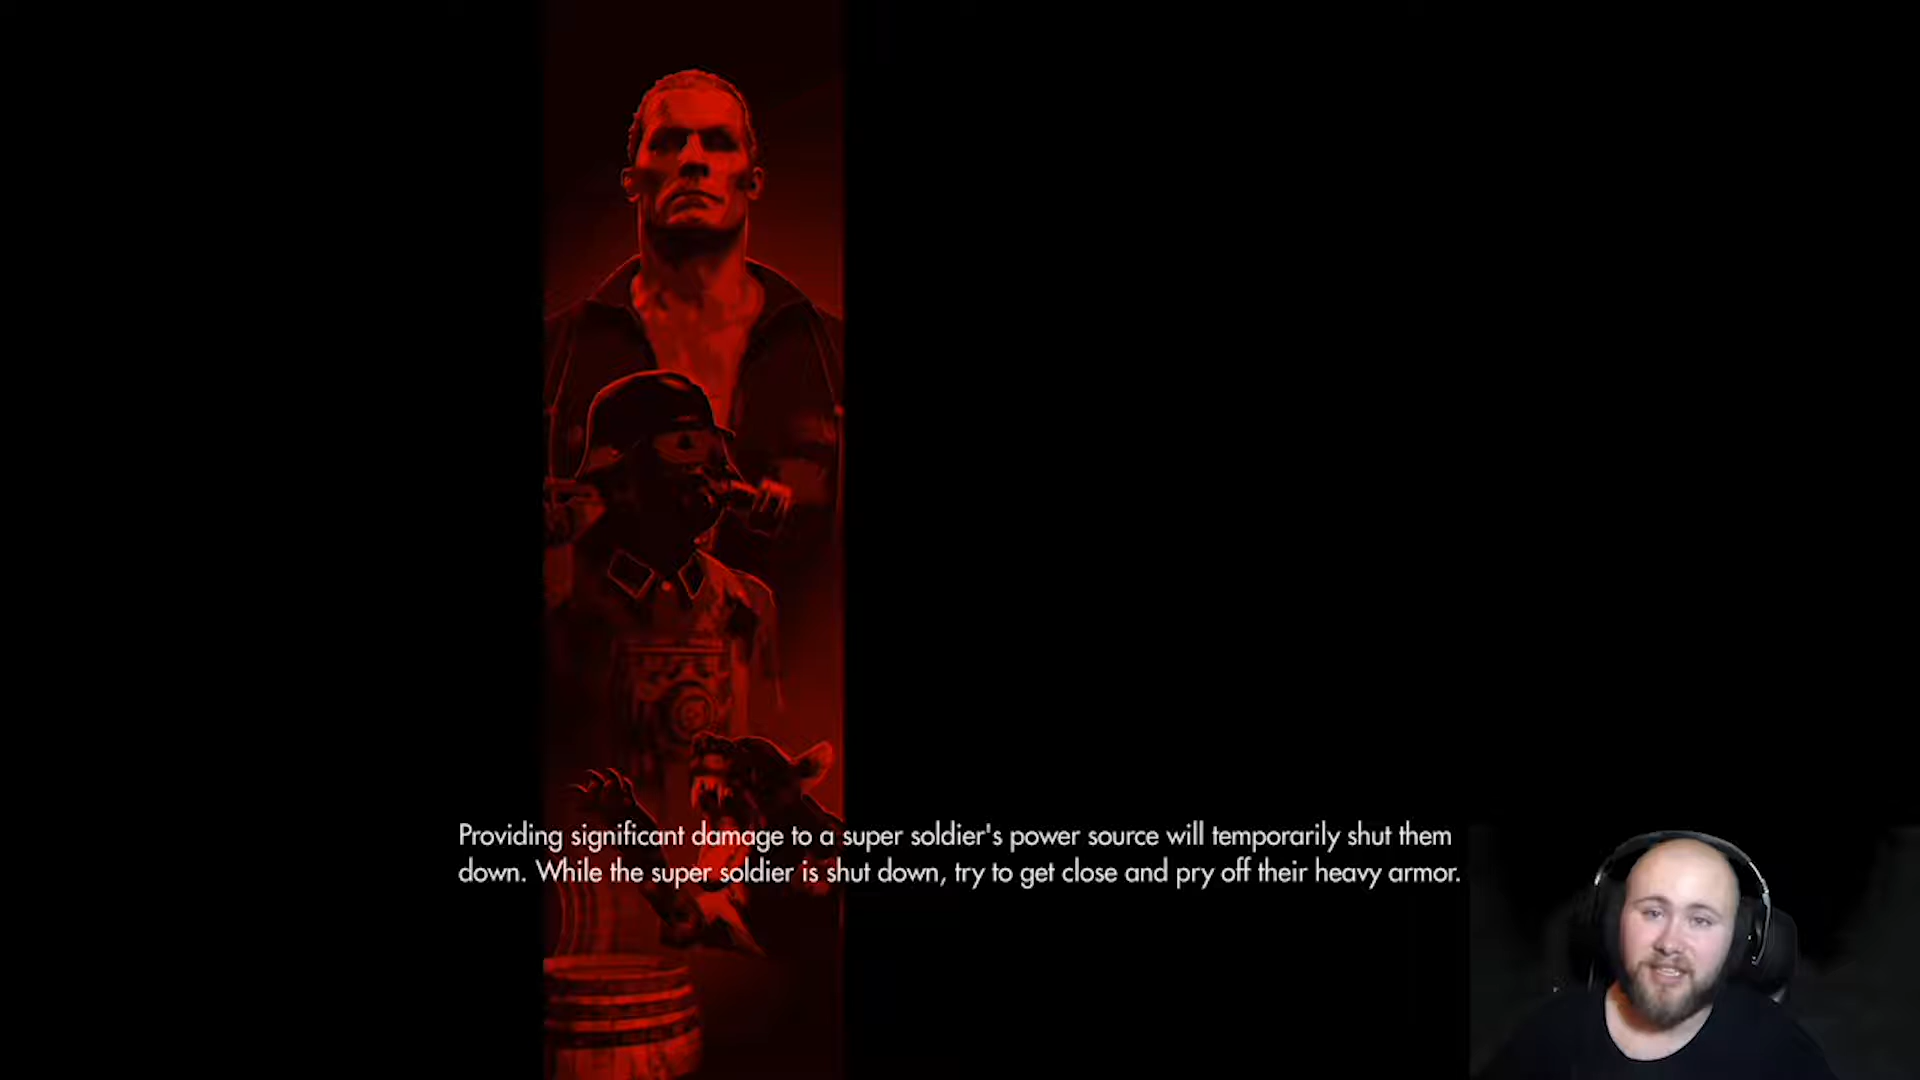 Providing significant damage to a super soldier's power source will temporarily shut them
down. While the super soldier is shut down, try to get close and pry off their heavy armor.